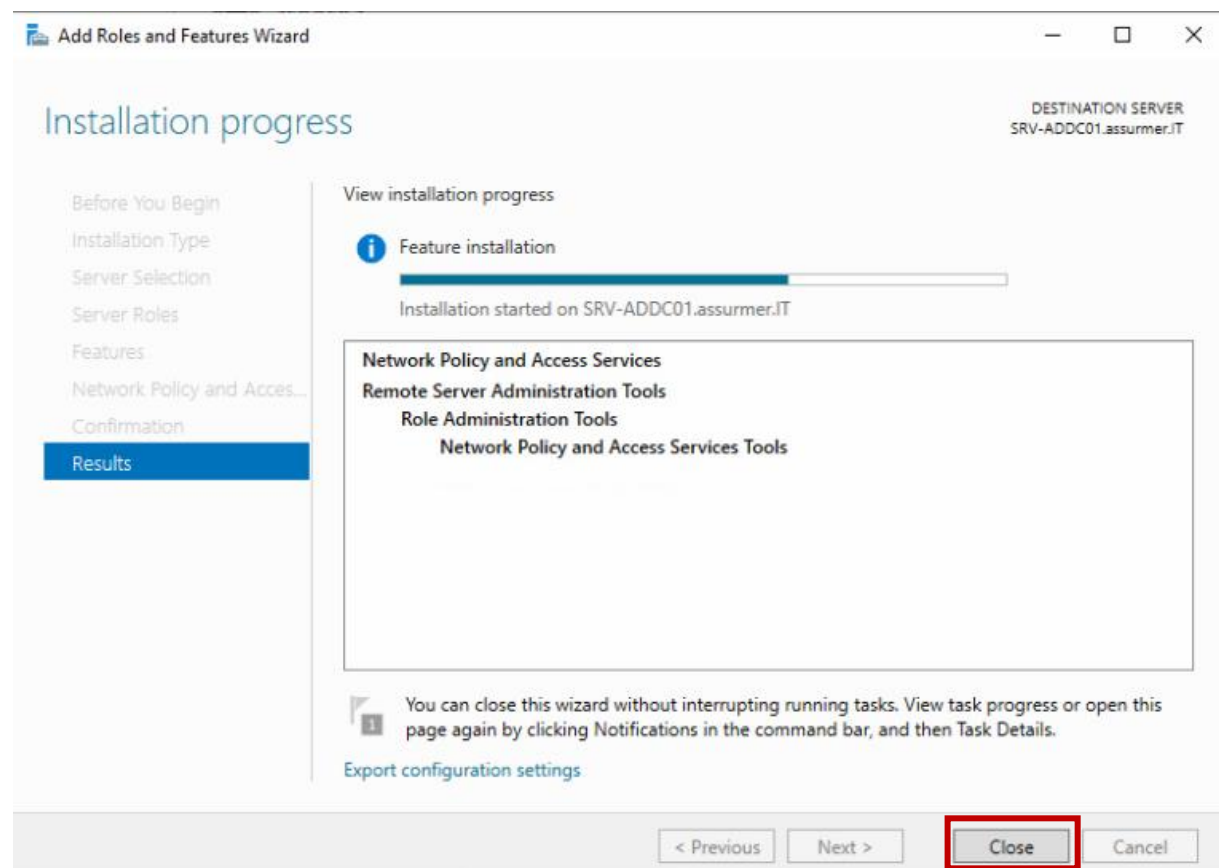 Add Roles and Features Wizard
Installation progress
DESTINATION SERVER
SRV-ADDC01.assurmer.IT
Before You Begin
Installation Type
Server Selection
Server Roles
Features
Network Policy and Acces...
Confirmation
Results
View installation progress
Feature installation
Installation started on SRV-ADDC01.assurmer.IT
Network Policy and Access Services
Remote Server Administration Tools
Role Administration Tools
Network Policy and Access Services Tools
1
You can close this wizard without interrupting running tasks. View task progress or open this
page again by clicking Notifications in the command bar, and then Task Details.
Export configuration settings
< Previous
Next >
Close
Cancel